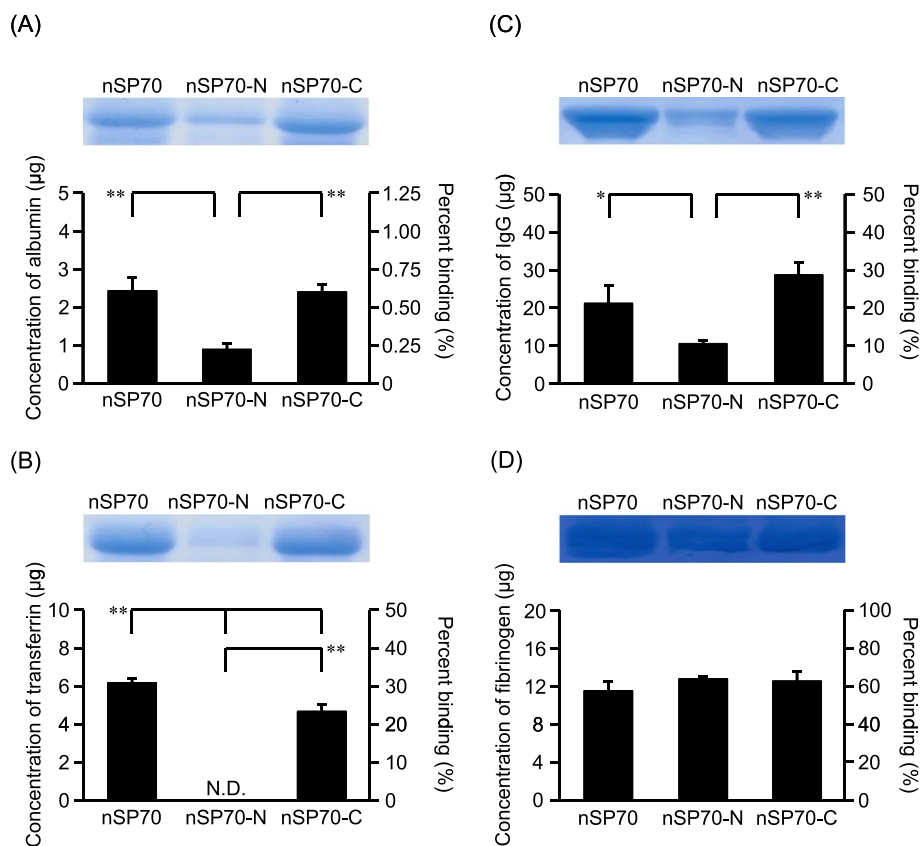 (A)
nSP70 nSP70-N nSP70-C
Concentration of albumin (µg)
5
4
3
2
1
0
** **
1.25
1.00
0.75
0.50
0.25
0
Percent binding (%)
nSP70 nSP70-N nSP70-C
(C)
nSP70 nSP70-N nSP70-C
Concentration of IgG (µg)
50
40
30
20
10
0
* **
50
40
30
20
10
0
Percent binding (%)
nSP70 nSP70-N nSP70-C
(B)
nSP70 nSP70-N nSP70-C
Concentration of transferrin (µg)
10
8
6
4
2
0
**
**
N.D.
50
40
30
20
10
0
Percent binding (%)
nSP70 nSP70-N nSP70-C
(D)
nSP70 nSP70-N nSP70-C
Concentration of fibrinogen (µg)
20
16
12
8
4
0
100
80
60
40
20
0
Percent binding (%)
nSP70 nSP70-N nSP70-C